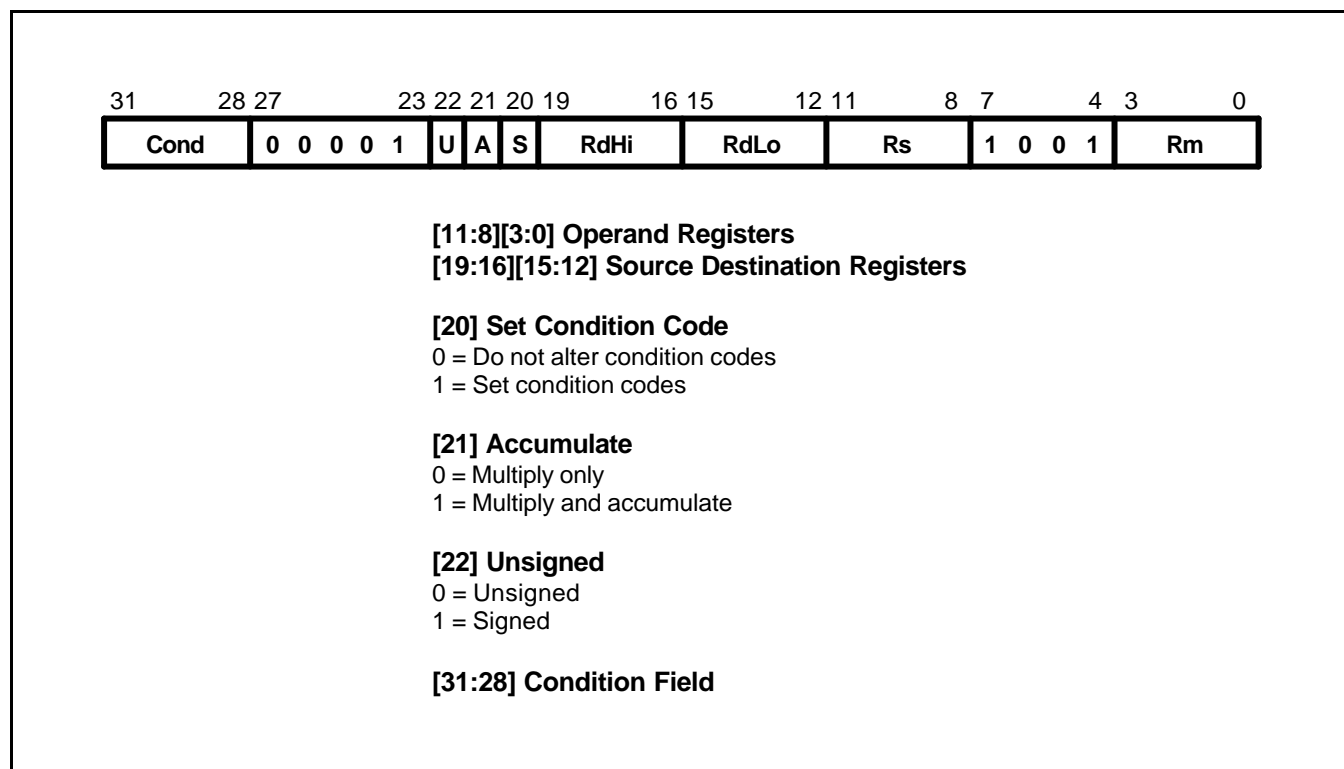 31 28 27 23 22 21 20 19 16 15 12 11 8 7 4 3 0
Cond 0 0 0 0 1 U A S RdHi RdLo Rs 1 0 0 1 Rm
[11:8][3:0] Operand Registers
[19:16][15:12] Source Destination Registers
[20] Set Condition Code
0 = Do not alter condition codes
1 = Set condition codes
[21] Accumulate
0 = Multiply only
1 = Multiply and accumulate
[22] Unsigned
0 = Unsigned
1 = Signed
[31:28] Condition Field